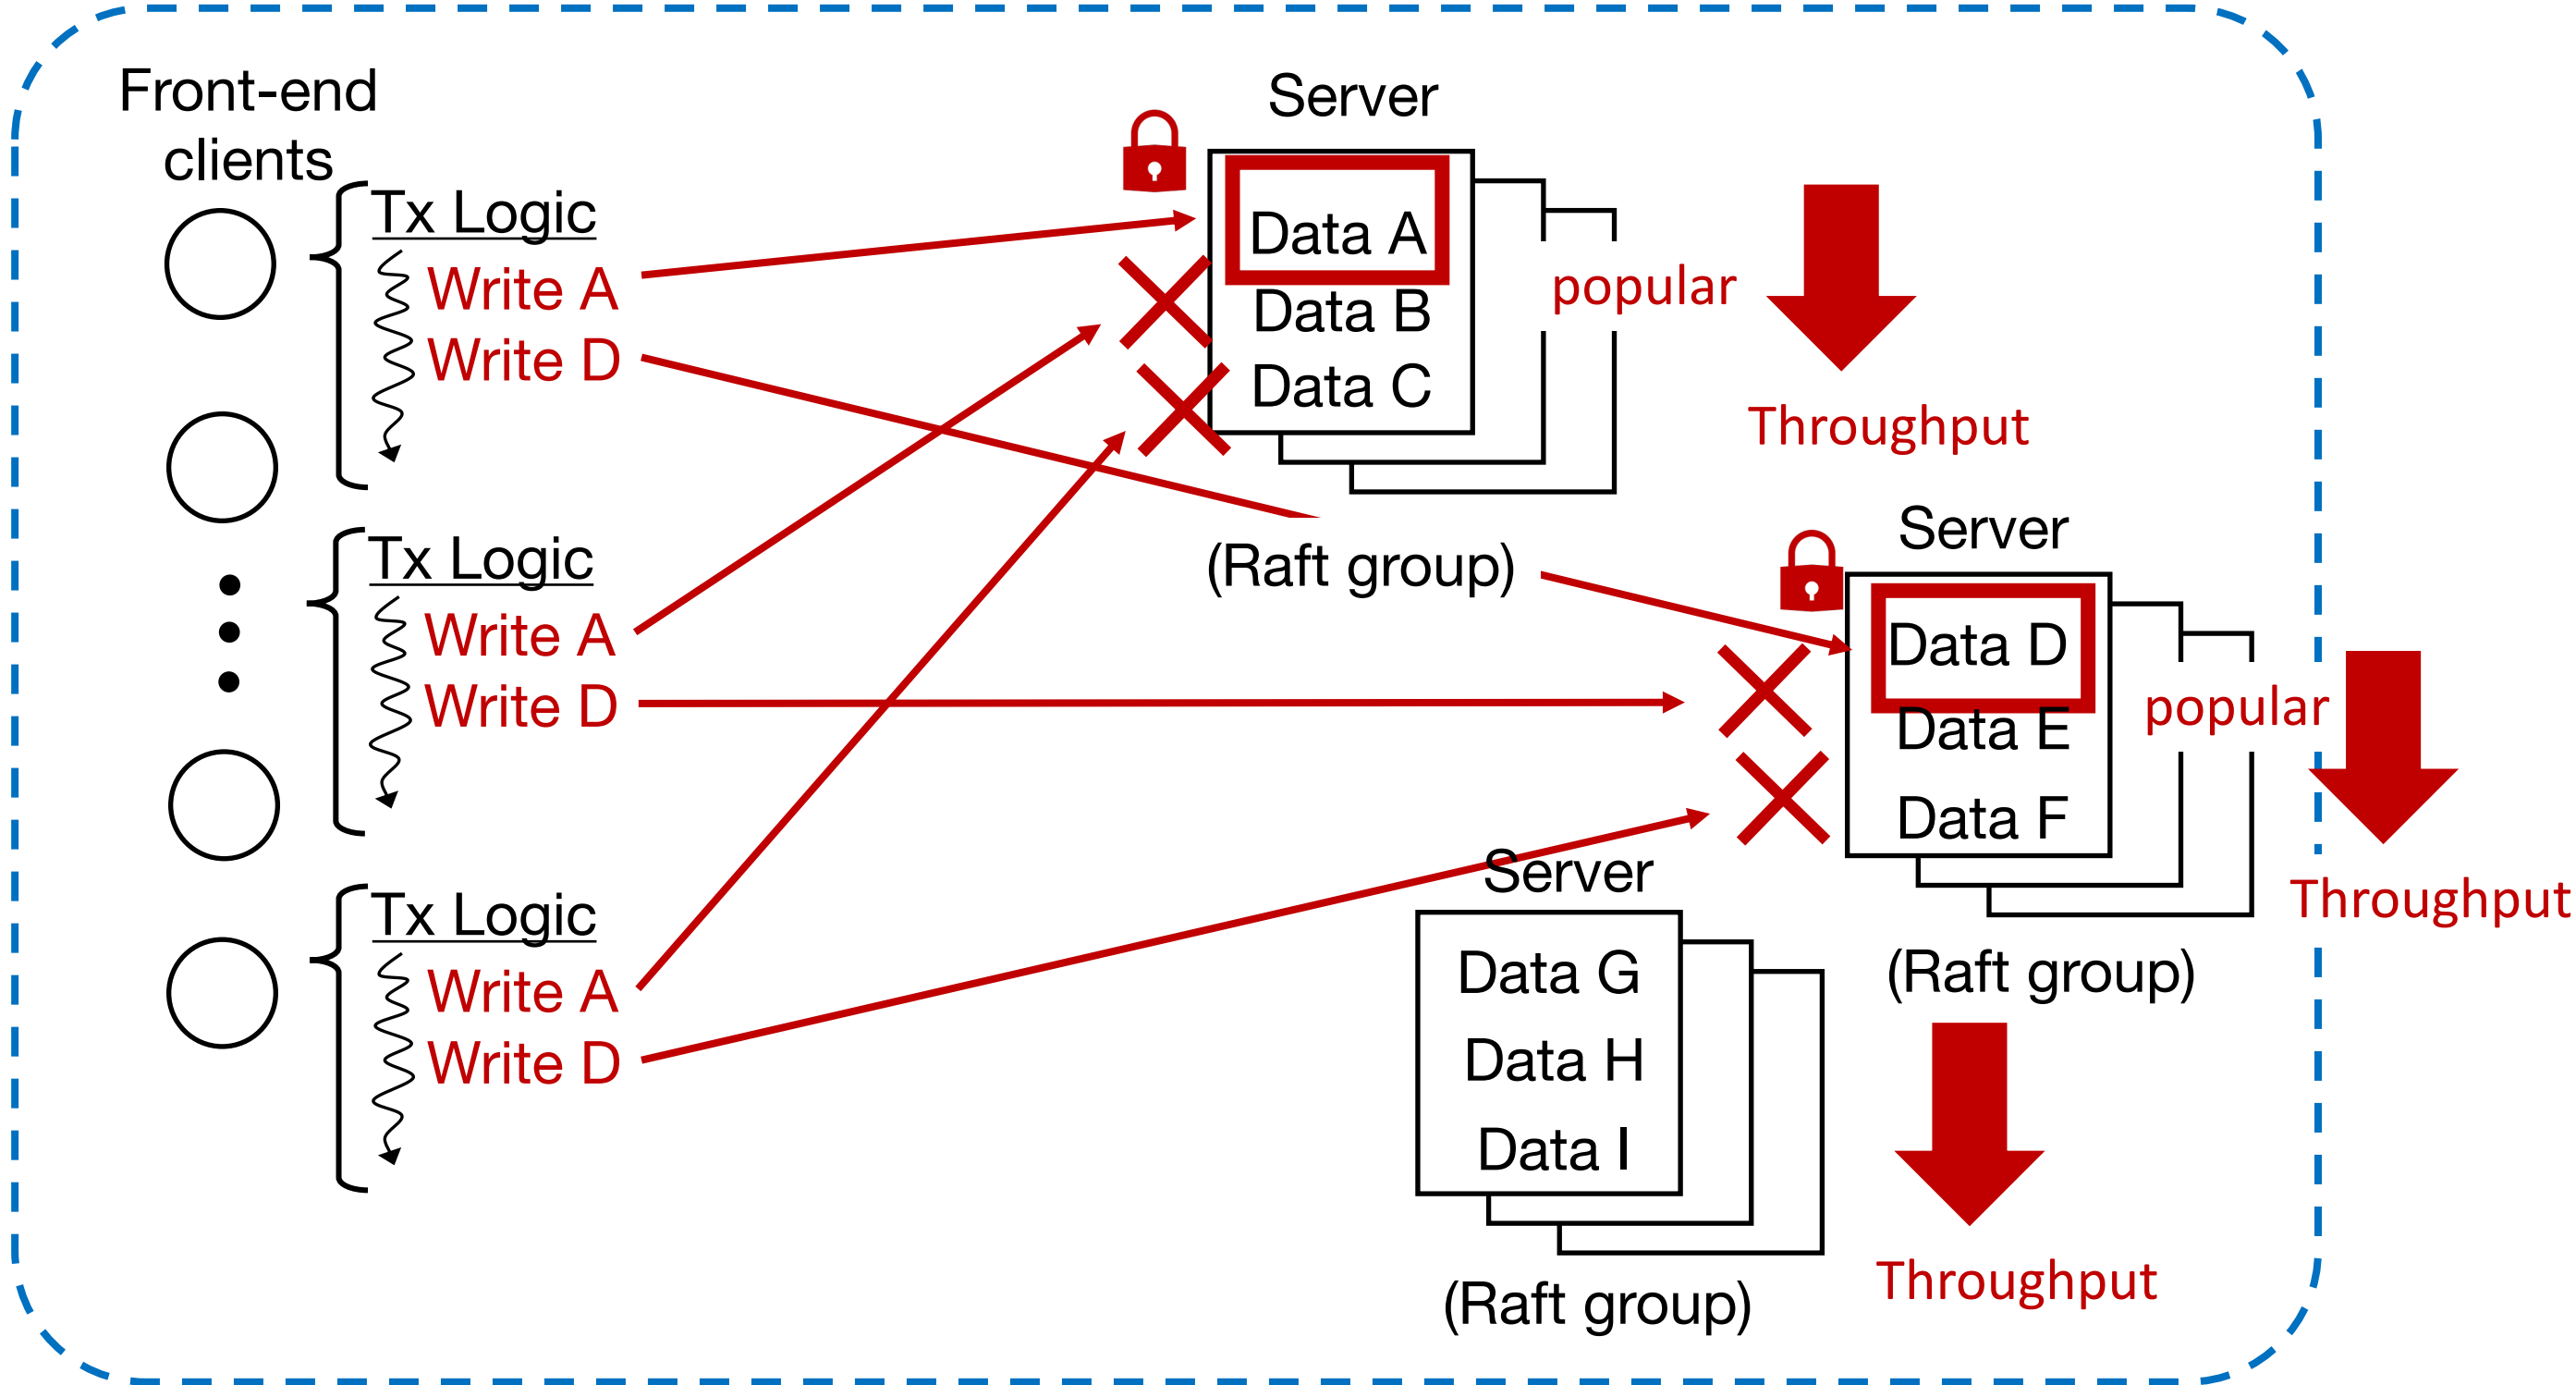 Front-end
clients
Tx Logic
Write A
Write D
Tx Logic
Write A
Write D
Tx Logic
Write A
Write D
Server
Data A
Data B
Data C
popular
(Raft group)
Throughput
Server
Data D
Data E
Data F
popular
(Raft group)
Throughput
Server
Data G
Data H
Data I
(Raft group)
Throughput